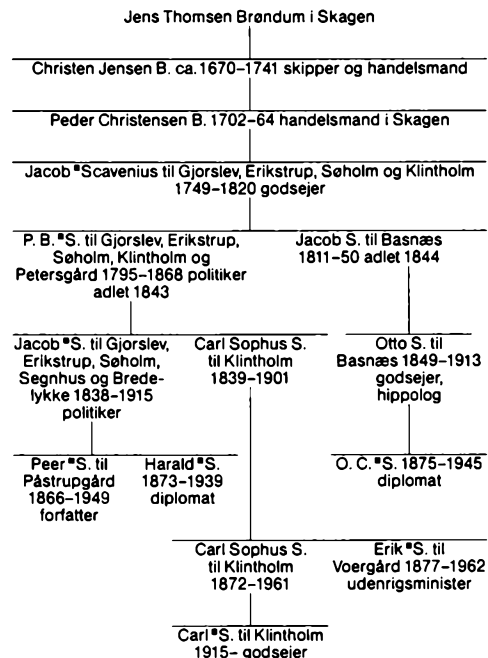 Jens Thomsen Brøndum i Skagen
Christen Jensen B. ca. 1670-1741 skipper og handelsmand
Peder Christensen B. 1702-64 handelsmand i Skagen
Jacob ■Scavenius til Gjorslev, Erikstrup, Søholm og Klintholm
1749-1820 godsejer
P. B. ■S. til Gjorslev, Erikstrup,
Søholm, Klintholm og
Petersgård 1795-1868 politiker
adlet 1843
Jacob S. til Basnæs
1811-50 adlet 1844
Jacob ■S. til Gjorslev,
Erikstrup, Søholm,
Segnhus og Brede-
lykke 1838-1915
politiker
Carl Sophus S.
til Klintholm
1839-1901
Otto S. til
Basnæs 1849-1913
godsejer,
hippolog
Peer ■S. til
Påstrupgård
1866-1949
forfatter
Harald ■S.
1873-1939
diplomat
O. C. ■S. 1875-1945
diplomat
Carl Sophus S.
til Klintholm
1872-1961
Erik ■S. til
Voergård 1877-1962
udenrigsminister
Carl ■S. til Klintholm
1915- godsejer